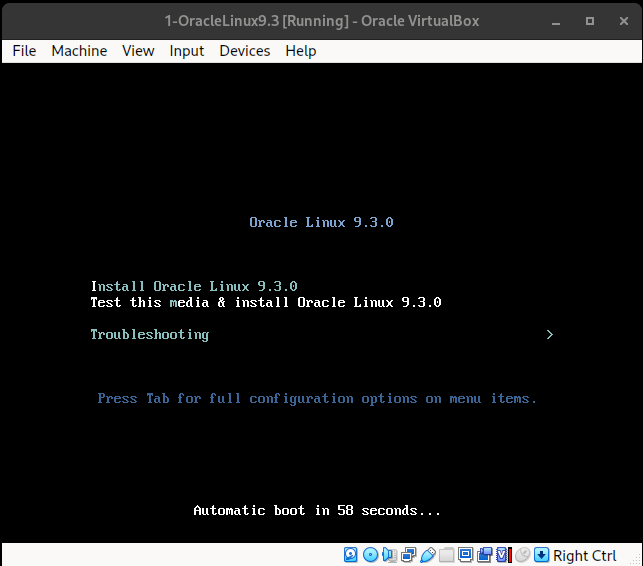 1-OracleLinux9.3 [Running] - Oracle VirtualBox
File Machine View Input Devices Help
Oracle Linux 9.3.0
Install Oracle Linux 9.3.0
Test this media & install Oracle Linux 9.3.0
Troubleshooting >
Press Tab for full configuration options on menu items.
Automatic boot in 58 seconds...
Right Ctrl